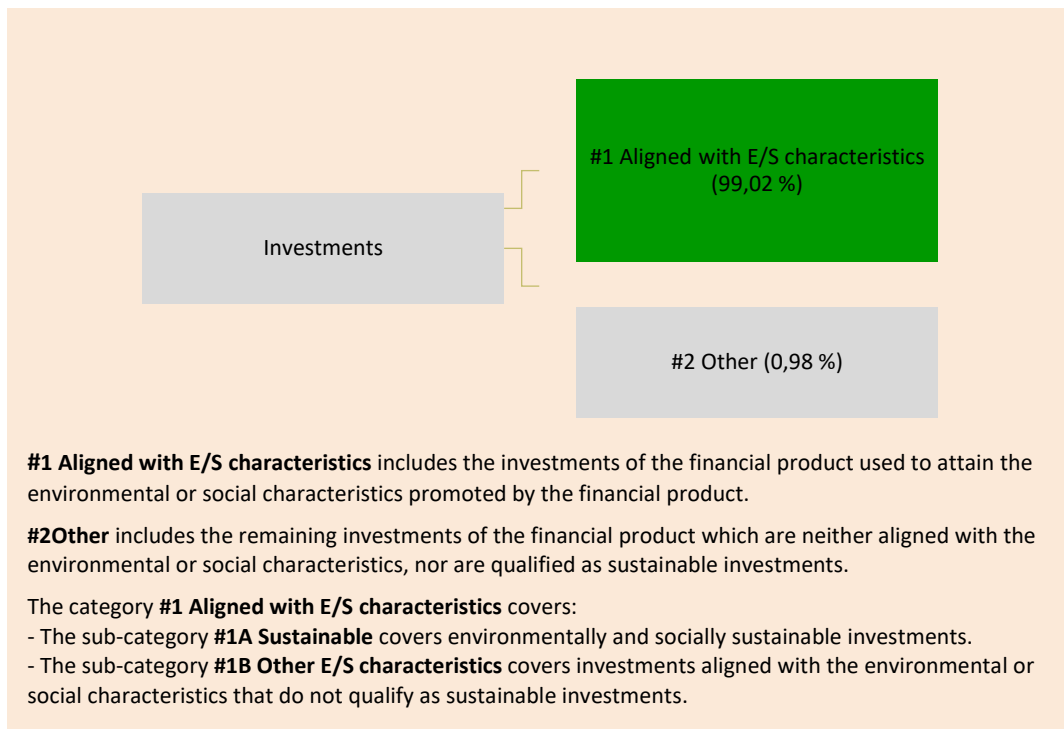 #1 Aligned with E/S characteristics
(99,02 %)
Investments
#2 Other (0,98 %)
#1 Aligned with E/S characteristics includes the investments of the financial product used to attain the
environmental or social characteristics promoted by the financial product.
#2Other includes the remaining investments of the financial product which are neither aligned with the
environmental or social characteristics, nor are qualified as sustainable investments.
The category #1 Aligned with E/S characteristics covers:
- The sub-category #1A Sustainable covers environmentally and socially sustainable investments.
- The sub-category #1B Other E/S characteristics covers investments aligned with the environmental or
social characteristics that do not qualify as sustainable investments.